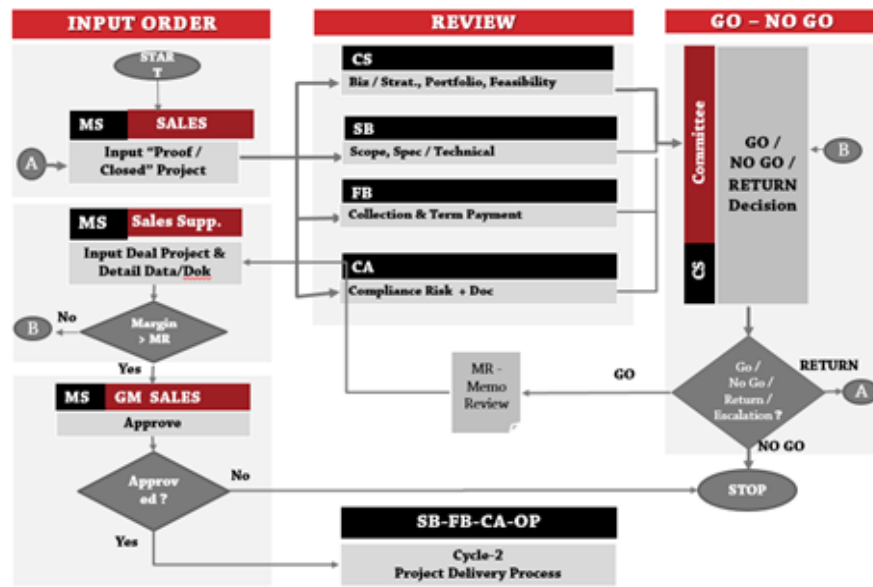 INPUT ORDER
REVIEW
GO – NO GO
STAR
T
MS
SALES
Input “Proof /
Closed” Project
A
MS
Sales Supp.
Input Deal Project &
Detail Data/Dok
Margin
> MR
No
B
Yes
MS
GM SALES
Approve
Approv
ed ?
No
Yes
CS
Biz / Strat., Portfolio, Feasibility
SB
Scope, Spec / Technical
FB
Collection & Term Payment
CA
Compliance Risk + Doc
MR -
Memo
Review
GO
SB-FB-CA-OP
Cycle-2
Project Delivery Process
Committee
CS
GO /
NO GO /
RETURN
Decision
B
Go /
No Go /
Return /
Escalation ?
RETURN
A
NO GO
STOP